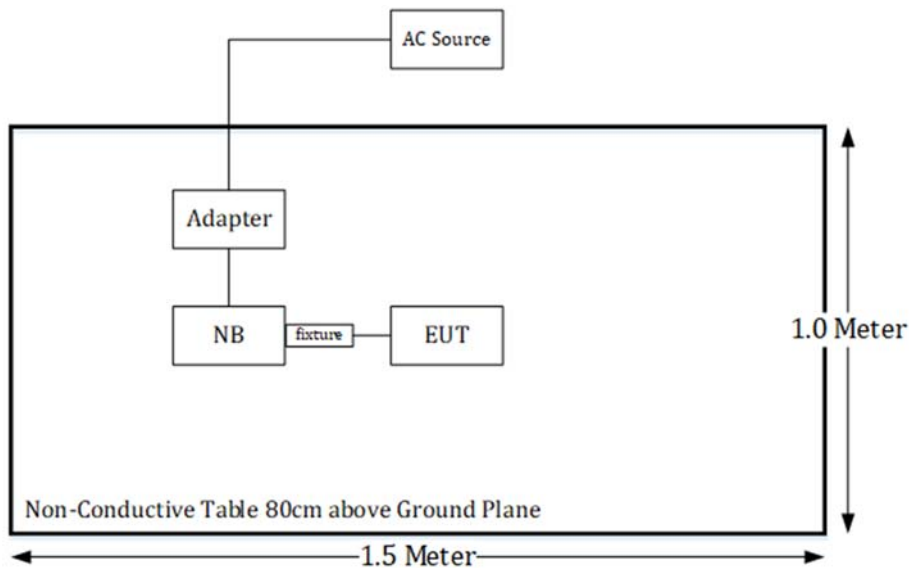 AC Source
Adapter
NB
fixture
EUT
1.0 Meter
Non-Conductive Table 80cm above Ground Plane
1.5 Meter